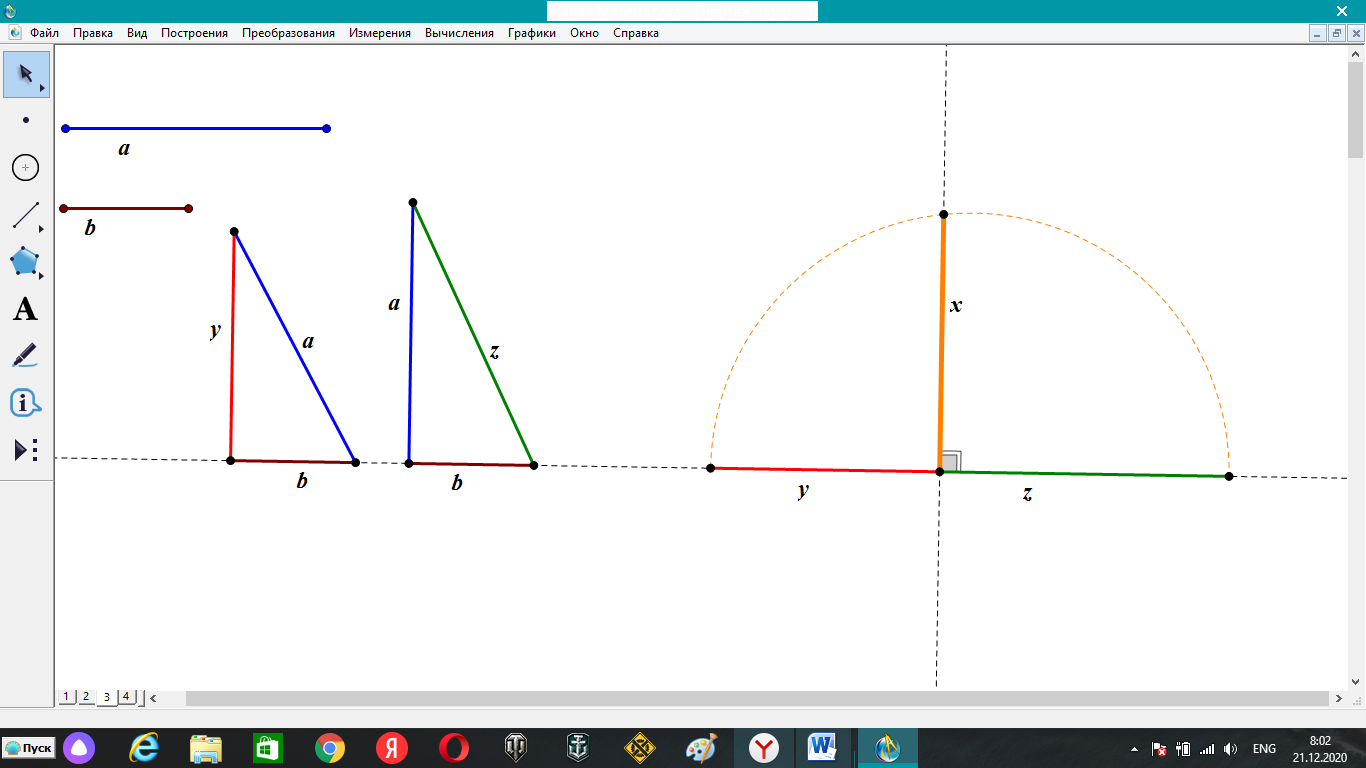 Файл Правка Вид Построения Преобразования Измерения Вычисления Графики Окно Справка
A
a
b
y
a
b
a
z
b
x
y
z
1 2 3 4
Пуск
Я
Y
W
ENG
8:02
21.12.2020